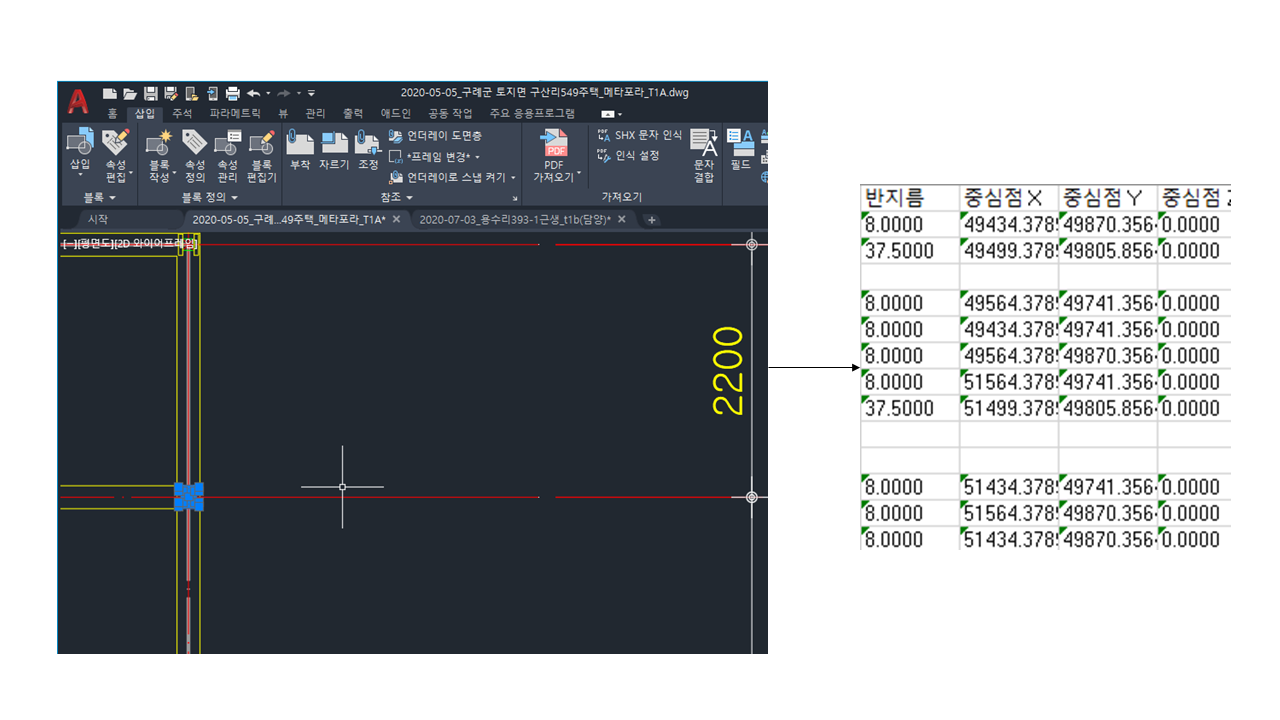 2020-05-05_구례군 토지면 구산리549주택_메타포라_T1A.dwg
홈 삽입 주석 파라메트릭 뷰 관리 출력 애드인 공동 작업 주요 응용프로그램
삽입 속성 편집 블록 작성 속성 정의 속성 관리 블록 편집기 부착 자르기 조정
언더레이 도면층
*프레임 변경*
언더레이로 스냅 켜기
PDF
PDF 가져오기
SHX 문자 인식
인식 설정
문자 결합
필드
블록 블록 정의 참조 가져오기
시작 2020-05-05_구례...49주택_메타포라_T1A* 2020-07-03_용수리393-1근생_t1b(담양)*
[-][평면도][2D 와이어프레임]
2200
반지름 중심점 X 중심점 Y 중심점
8.0000 49434.378 49870.356 0.0000
37.5000 49499.378 49805.856 0.0000
8.0000 49564.378 49741.356 0.0000
8.0000 49434.378 49741.356 0.0000
8.0000 49564.378 49870.356 0.0000
8.0000 51564.378 49741.356 0.0000
37.5000 51499.378 49805.856 0.0000
8.0000 51434.378 49741.356 0.0000
8.0000 51564.378 49870.356 0.0000
8.0000 51434.378 49870.356 0.0000